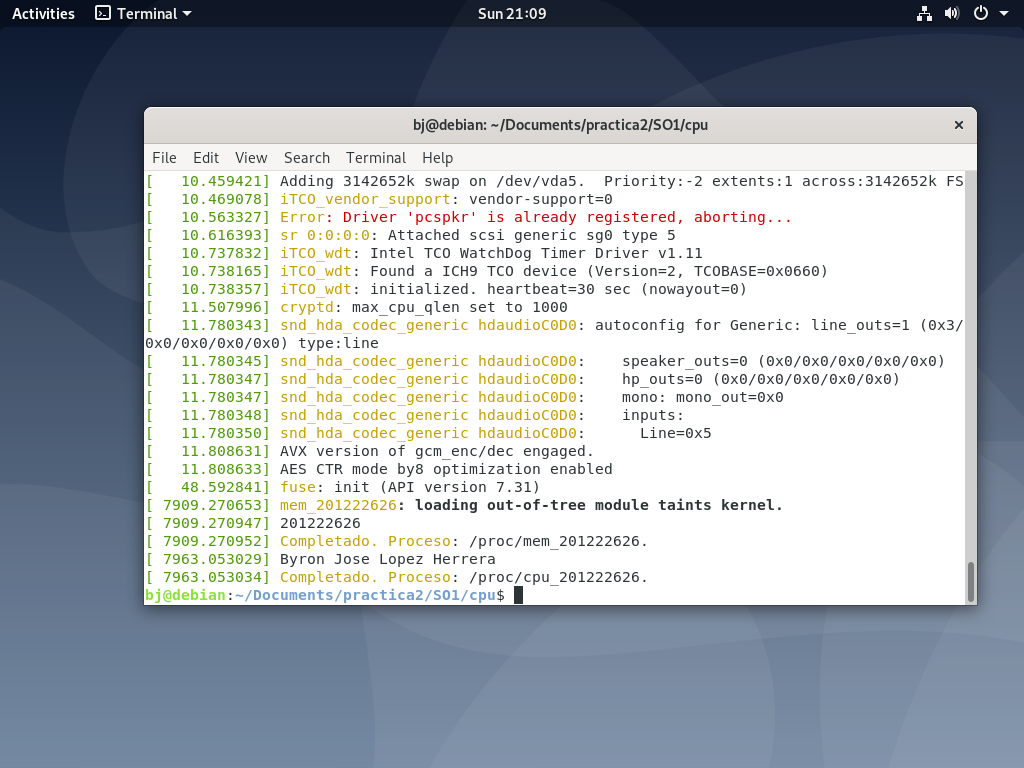 Activities Terminal Sun 21:09
bj@debian: ~/Documents/practica2/SO1/cpu ×
File Edit View Search Terminal Help
[   10.459421] Adding 3142652k swap on /dev/vda5.  Priority:-2 extents:1 across:3142652k FS
[   10.469078] iTCO_vendor_support: vendor-support=0
[   10.563327] Error: Driver 'pcspkr' is already registered, aborting...
[   10.616393] sr 0:0:0:0: Attached scsi generic sg0 type 5
[   10.737832] iTCO_wdt: Intel TCO WatchDog Timer Driver v1.11
[   10.738165] iTCO_wdt: Found a ICH9 TCO device (Version=2, TCOBASE=0x0660)
[   10.738357] iTCO_wdt: initialized. heartbeat=30 sec (nowayout=0)
[   11.507996] cryptd: max_cpu_qlen set to 1000
[   11.780343] snd_hda_codec_generic hdaudioC0D0: autoconfig for Generic: line_outs=1 (0x3/
0x0/0x0/0x0/0x0) type:line
[   11.780345] snd_hda_codec_generic hdaudioC0D0:    speaker_outs=0 (0x0/0x0/0x0/0x0/0x0)
[   11.780347] snd_hda_codec_generic hdaudioC0D0:    hp_outs=0 (0x0/0x0/0x0/0x0/0x0)
[   11.780347] snd_hda_codec_generic hdaudioC0D0:    mono: mono_out=0x0
[   11.780348] snd_hda_codec_generic hdaudioC0D0:    inputs:
[   11.780350] snd_hda_codec_generic hdaudioC0D0:      Line=0x5
[   11.808631] AVX version of gcm_enc/dec engaged.
[   11.808633] AES CTR mode by8 optimization enabled
[   48.592841] fuse: init (API version 7.31)
[ 7909.270653] mem_201222626: loading out-of-tree module taints kernel.
[ 7909.270947] 201222626
[ 7909.270952] Completado. Proceso: /proc/mem_201222626.
[ 7963.053029] Byron Jose Lopez Herrera
[ 7963.053034] Completado. Proceso: /proc/cpu_201222626.
bj@debian:~/Documents/practica2/SO1/cpu$